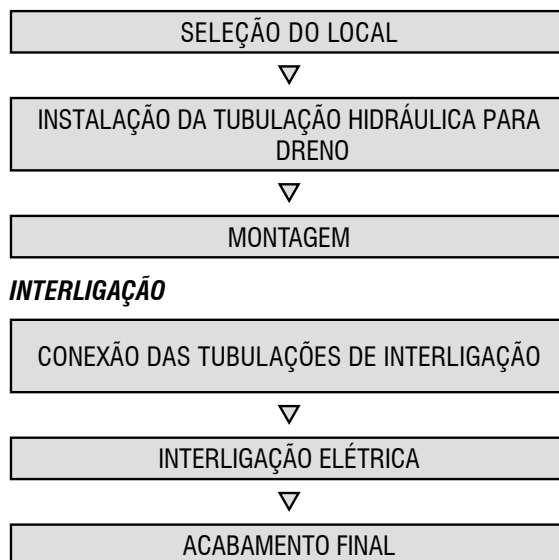 SELEÇÃO DO LOCAL
INSTALAÇÃO DA TUBULAÇÃO HIDRÁULICA PARA
DRENO
MONTAGEM
INTERLIGAÇÃO
CONEXÃO DAS TUBULAÇÕES DE INTERLIGAÇÃO
INTERLIGAÇÃO ELÉTRICA
ACABAMENTO FINAL